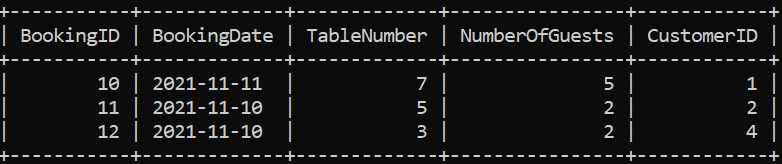 +-----------+-------------+-------------+----------------+------------+
| BookingID | BookingDate | TableNumber | NumberOfGuests | CustomerID |
+-----------+-------------+-------------+----------------+------------+
|        10 | 2021-11-11  |           7 |              5 |          1 |
|        11 | 2021-11-10  |           5 |              2 |          2 |
|        12 | 2021-11-10  |           3 |              2 |          4 |
+-----------+-------------+-------------+----------------+------------+